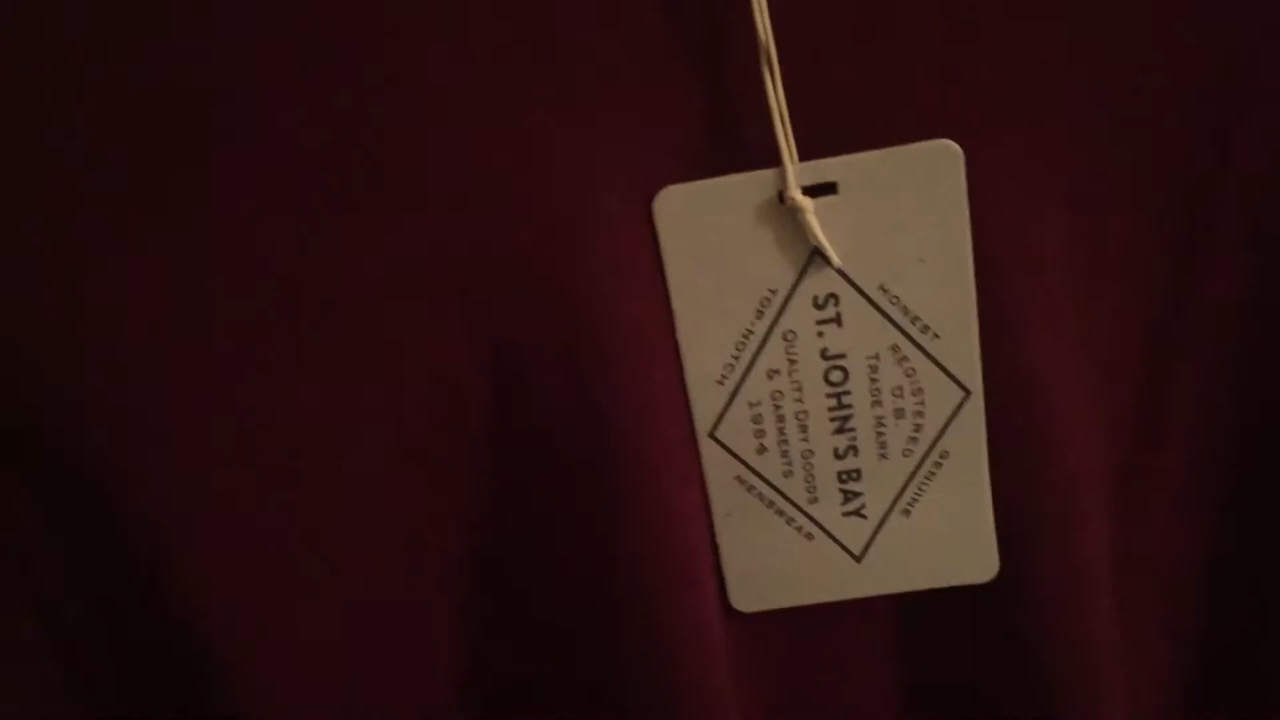 HONEST
GENUINE
REGISTERED
D.B.
TRADE MARK
ST. JOHN'S BAY
QUALITY DRY GOODS
& GARMENTS
1984
TOP-NOTCH
MENSWEAR